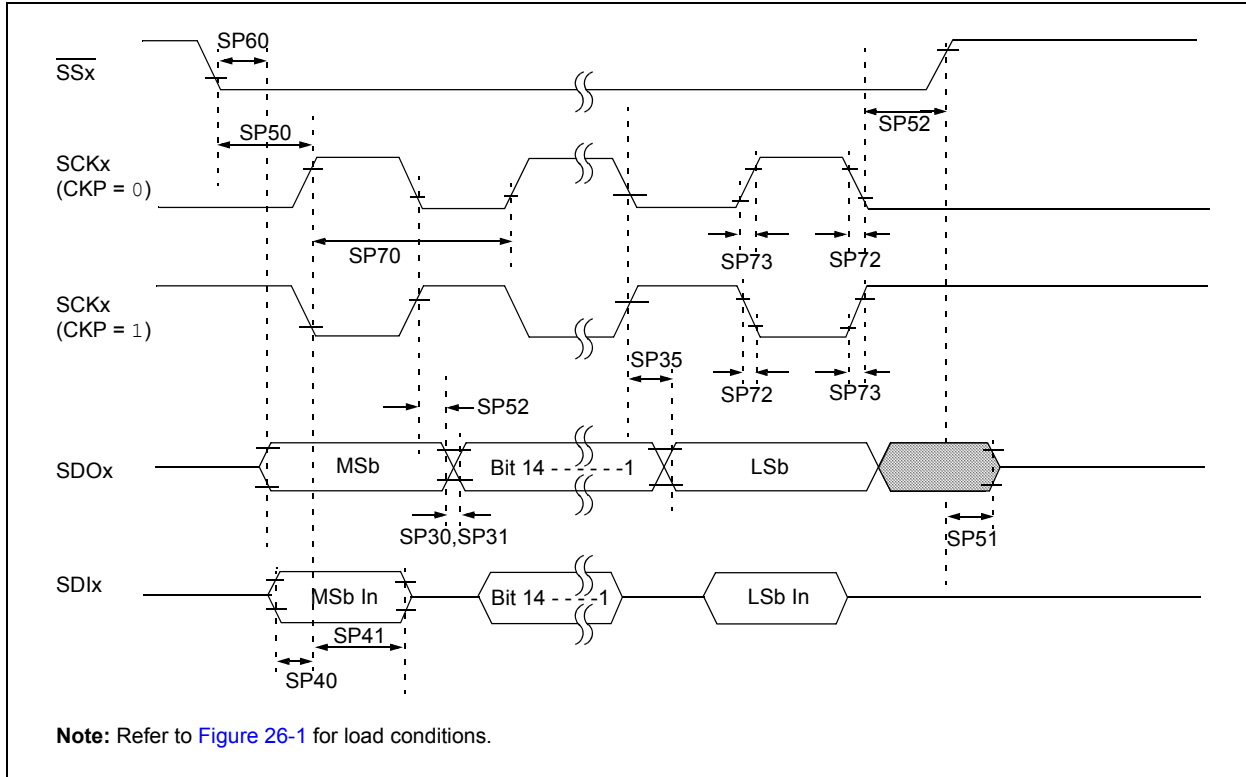 SP60
SSx
SP52
SP50
SCKx
(CKP = 0)
SP70
SP73
SP72
SCKx
(CKP = 1)
SP35
SP72
SP73
SP52
SDOx
MSb
Bit 14 - - - - - -1
LSb
SP30,SP31
SP51
SDIx
MSb In
Bit 14 - - - -1
LSb In
SP41
SP40
Note: Refer to Figure 26-1 for load conditions.